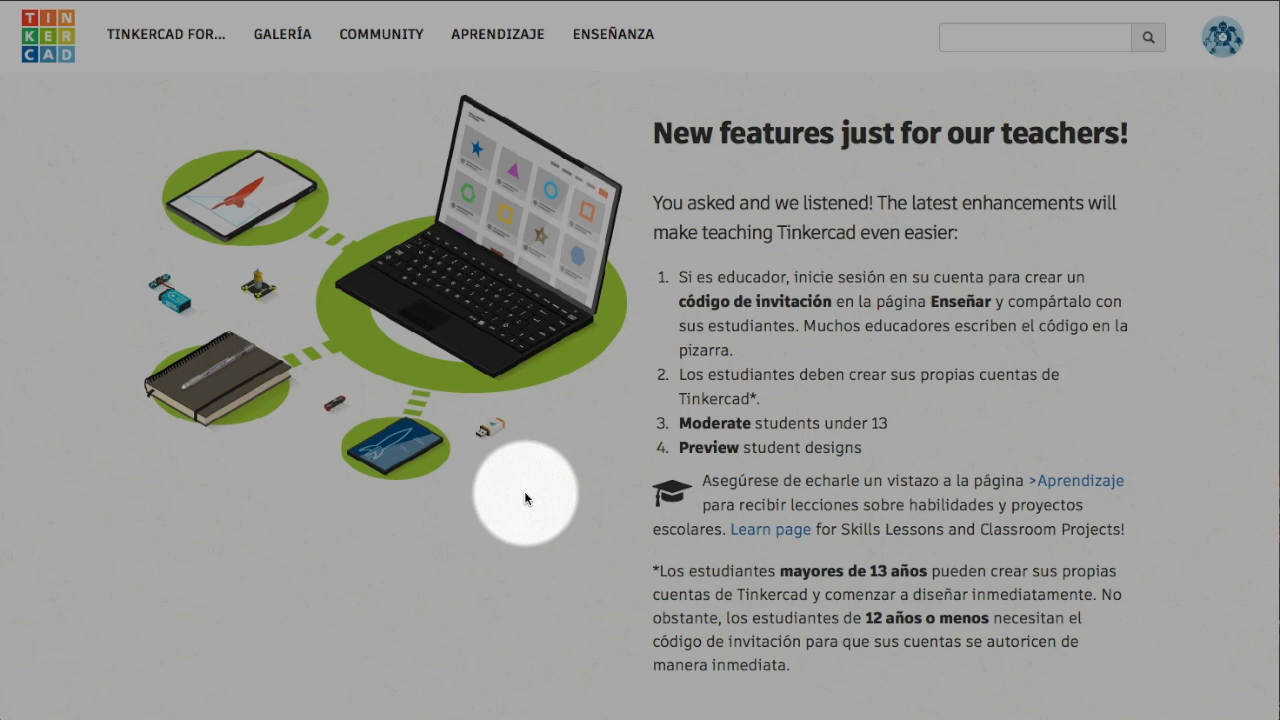 TIN
KER
CAD
TINKERCAD FOR... GALERÍA COMMUNITY APRENDIZAJE ENSEÑANZA
New features just for our teachers!
You asked and we listened! The latest enhancements will
make teaching Tinkercad even easier:
1. Si es educador, inicie sesión en su cuenta para crear un
código de invitación en la página Enseñar y compártalo con
sus estudiantes. Muchos educadores escriben el código en la
pizarra.
2. Los estudiantes deben crear sus propias cuentas de
Tinkercad*.
3. Moderate students under 13
4. Preview student designs
Asegúrese de echarle un vistazo a la página >Aprendizaje
para recibir lecciones sobre habilidades y proyectos
escolares. Learn page for Skills Lessons and Classroom Projects!
*Los estudiantes mayores de 13 años pueden crear sus propias
cuentas de Tinkercad y comenzar a diseñar inmediatamente. No
obstante, los estudiantes de 12 años o menos necesitan el
código de invitación para que sus cuentas se autoricen de
manera inmediata.